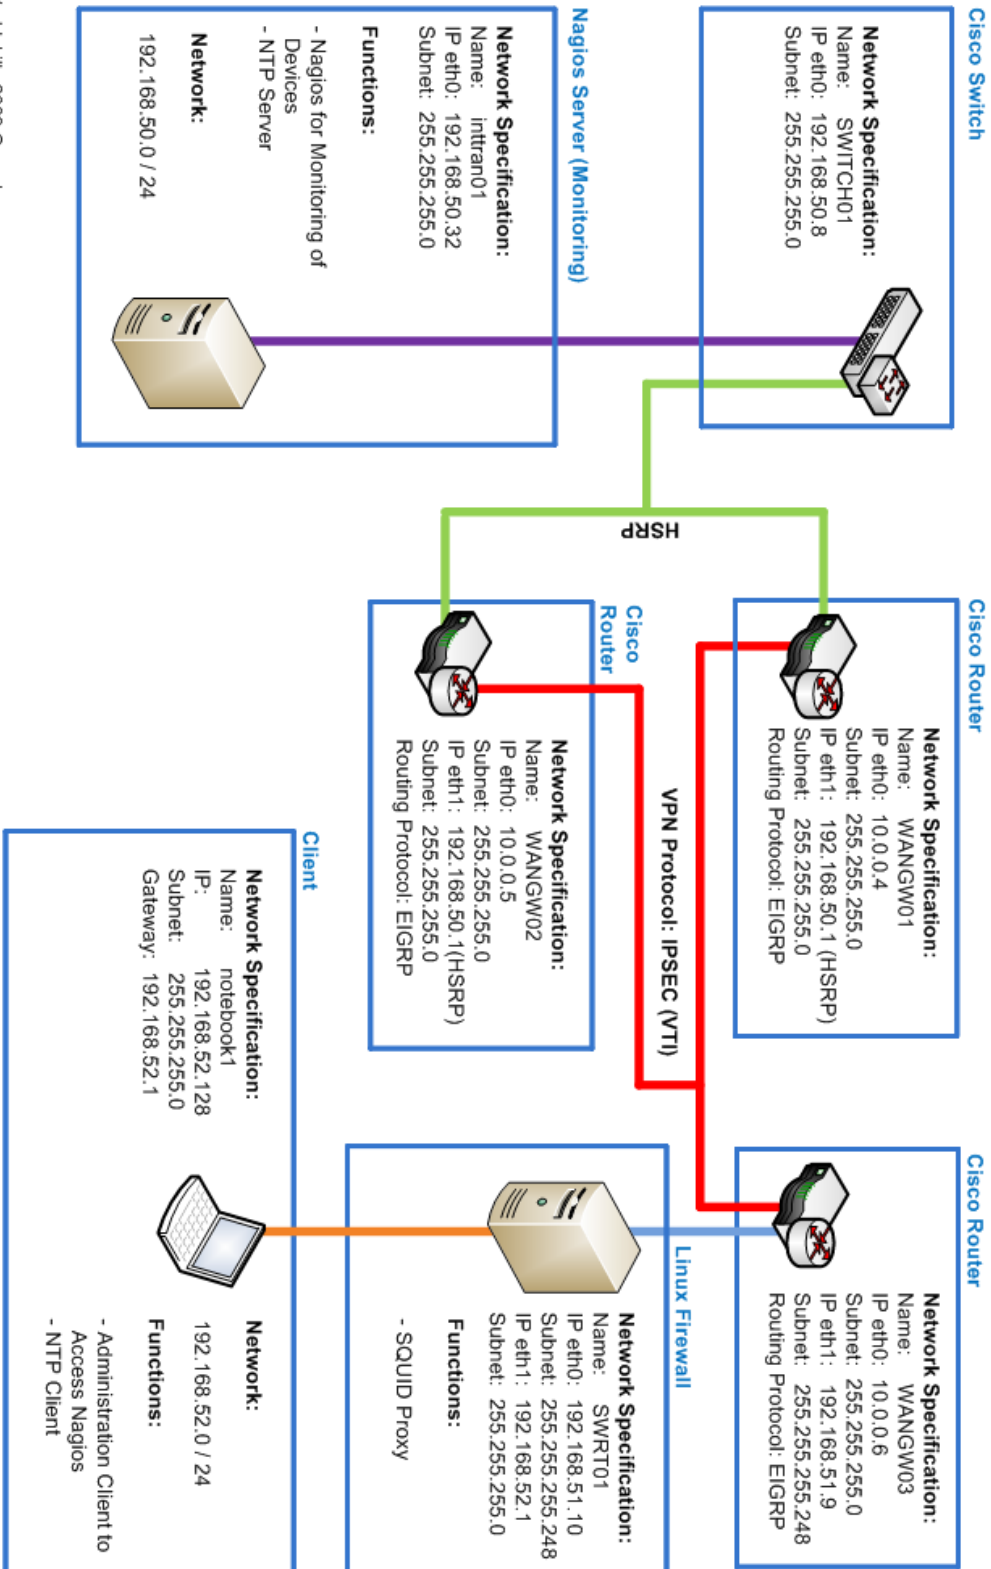 Cisco Switch
Network Specification:
Name: SWITCH01
IP eth0: 192.168.50.8
Subnet: 255.255.255.0
Nagios Server (Monitoring)
Network Specification:
Name: inttran01
IP eth0: 192.168.50.32
Subnet: 255.255.255.0
Functions:
- Nagios for Monitoring of
Devices
- NTP Server
Network:
192.168.50.0 / 24
HSRP
Cisco Router
Network Specification:
Name: WANGW01
IP eth0: 10.0.0.4
Subnet: 255.255.255.0
IP eth1: 192.168.50.1 (HSRP)
Subnet: 255.255.255.0
Routing Protocol: EIGRP
VPN Protocol: IPSEC (VTI)
Cisco
Router
Network Specification:
Name: WANGW02
IP eth0: 10.0.0.5
Subnet: 255.255.255.0
IP eth1: 192.168.50.1(HSRP)
Subnet: 255.255.255.0
Routing Protocol: EIGRP
Cisco Router
Network Specification:
Name: WANGW03
IP eth0: 10.0.0.6
Subnet: 255.255.255.0
IP eth1: 192.168.51.9
Subnet: 255.255.255.248
Routing Protocol: EIGRP
Linux Firewall
Network Specification:
Name: SWRT01
IP eth0: 192.168.51.10
Subnet: 255.255.255.248
IP eth1: 192.168.52.1
Subnet: 255.255.255.0
Functions:
- SQUID Proxy
Client
Network Specification:
Name: notebook1
IP: 192.168.52.128
Subnet: 255.255.255.0
Gateway: 192.168.52.1
Network:
192.168.52.0 / 24
Functions:
- Administration Client to
Access Nagios
- NTP Client